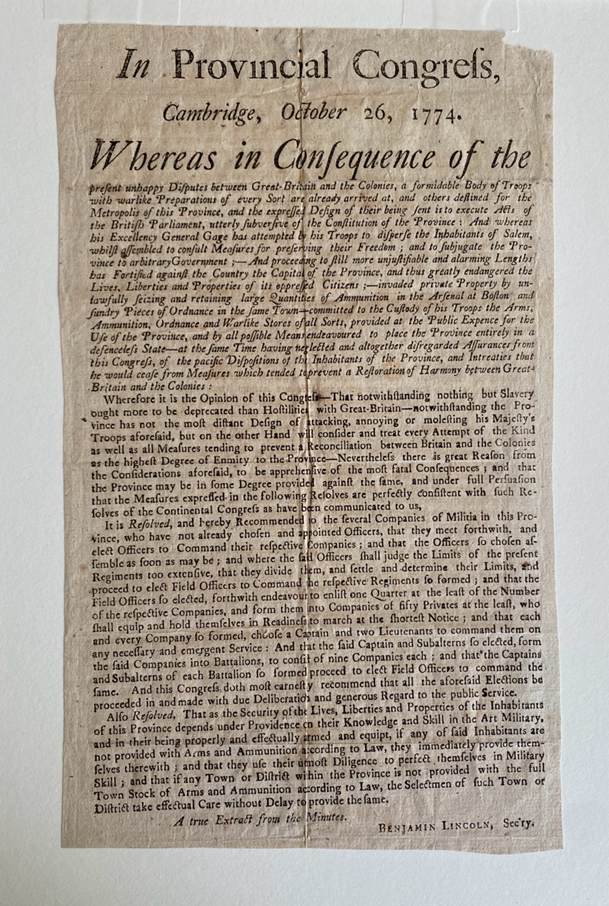 In Provincial Congreſs,
Cambridge, October 26, 1774.
Whereas in Conſequence of the
preſent unhappy Diſputes between Great-Britain and the Colonies, a formidable Body of Troops
with warlike Preparations of every Sort are already arrived at, and others deſtined for the
Metropolis of this Province, and the expreſſed Deſign of their being ſent is to execute Acts of
the Britiſh Parliament, utterly ſubverſive of the Conſtitution of the Province: And whereas
his Excellency General Gage has attempted by his Troops to diſperſe the Inhabitants of Salem,
whilſt aſſembled to conſult Meaſures for preſerving their Freedom; and to ſubjugate the Pro-
vince to arbitrary Government;—And proceeding to ſtill more unjuſtifiable and alarming Lengths
has Fortified againſt the Country the Capital of the Province, and thus greatly endangered the
Lives, Liberties and Properties of its oppreſſed Citizens;—invaded private Property by un-
lawfully ſeizing and retaining large Quantities of Ammunition in the Arſenal at Boſton and
ſundry Pieces of Ordnance in the ſame Town—committed to the Cuſtody of his Troops the Arms,
Ammunition, Ordnance and Warlike Stores of all Sorts, provided at the Public Expence for the
Uſe of the Province, and by all poſſible Means endeavoured to place the Province entirely in a
defenceleſs State—at the ſame Time having neglected and altogether diſregarded Aſſurances from
this Congreſs, of the pacific Diſpoſitions of the Inhabitants of the Province, and Intreaties that
he would ceaſe from Meaſures which tended to prevent a Reſtoration of Harmony between Great-
Britain and the Colonies:
Wherefore it is the Opinion of this Congreſs—That notwithſtanding nothing but Slavery
ought more to be deprecated than Hoſtilities with Great-Britain—notwithſtanding the Pro-
vince has not the moſt diſtant Deſign of attacking, annoying or moleſting his Majeſty's
Troops aforeſaid, but on the other Hand will conſider and treat every Attempt of the Kind
as well as all Meaſures tending to prevent a Reconciliation between Britain and the Colonies
as the higheſt Degree of Enmity to the Province—Nevertheleſs there is great Reaſon from
the Conſiderations aforeſaid, to be apprehenſive of the moſt fatal Conſequences; and that
the Province may be in ſome Degree provided againſt the ſame, and under full Perſuaſion
that the Meaſures expreſſed in the following Reſolves are perfectly conſiſtent with ſuch Re-
ſolves of the Continental Congreſs as have been communicated to us,
It is Reſolved, and hereby Recommended to the ſeveral Companies of Militia in this Pro-
vince, who have not already choſen and appointed Officers, that they meet forthwith, and
elect Officers to Command their reſpective Companies; and that the Officers ſo choſen aſ-
ſemble as ſoon as may be; and where the ſaid Officers ſhall judge the Limits of the preſent
Regiments too extenſive, that they divide them, and ſettle and determine their Limits, and
proceed to elect Field Officers to Command the reſpective Regiments ſo formed; and that the
Field Officers ſo elected, forthwith endeavour to enliſt one Quarter at the leaſt of the Number
of the reſpective Companies, and form them into Companies of fifty Privates at the leaſt, who
ſhall equip and hold themſelves in Readineſs to march at the ſhorteſt Notice; and that each
and every Company ſo formed, chooſe a Captain and two Lieutenants to command them on
any neceſſary and emergent Service: And that the ſaid Captain and Subalterns ſo elected, form
the ſaid Companies into Battalions, to conſiſt of nine Companies each; and that the Captains
and Subalterns of each Battalion ſo formed proceed to elect Field Officers to command the
ſame. And this Congreſs doth moſt earneſtly recommend that all the aforeſaid Elections be
proceeded in and made with due Deliberation and generous Regard to the public Service.
Alſo Reſolved, That as the Security of the Lives, Liberties and Properties of the Inhabitants
of this Province depends under Providence on their Knowledge and Skill in the Art Military,
and in their being properly and effectually armed and equipt, if any of ſaid Inhabitants are
not provided with Arms and Ammunition according to Law, they immediately provide them-
ſelves therewith; and that they uſe their utmoſt Diligence to perfect themſelves in Military
Skill; and that if any Town or Diſtrict within the Province is not provided with the full
Town Stock of Arms and Ammunition according to Law, the Selectmen of ſuch Town or
Diſtrict take effectual Care without Delay to provide the ſame.
A true Extract from the Minutes.
BENJAMIN LINCOLN, Sec'ry.